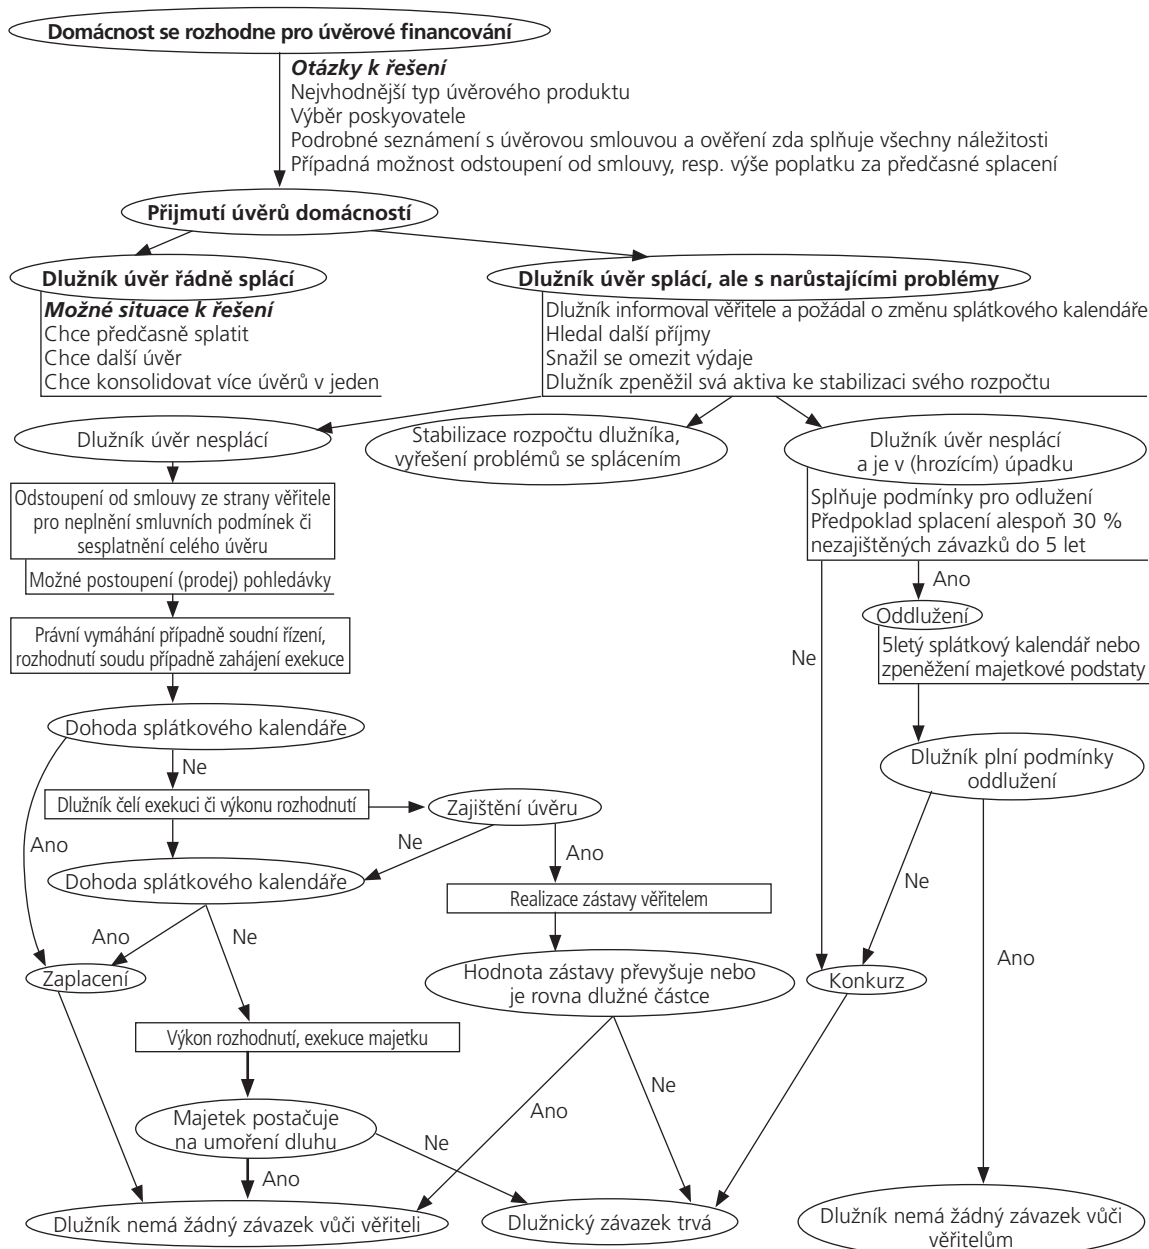 Domácnost se rozhodne pro úvěrové financování
Otázky k řešení
Nejvhodnější typ úvěrového produktu
Výběr poskyovatele
Podrobné seznámení s úvěrovou smlouvou a ověření zda splňuje všechny náležitosti
Případná možnost odstoupení od smlouvy, resp. výše poplatku za předčasné splacení
Přijmutí úvěrů domácností
Dlužník úvěr řádně splácí
Možné situace k řešení
Chce předčasně splatit
Chce další úvěr
Chce konsolidovat více úvěrů v jeden
Dlužník úvěr splácí, ale s narůstajícími problémy
Dlužník informoval věřitele a požádal o změnu splátkového kalendáře
Hledal další příjmy
Snažil se omezit výdaje
Dlužník zpeněžil svá aktiva ke stabilizaci svého rozpočtu
Dlužník úvěr nesplácí
Stabilizace rozpočtu dlužníka,
vyřešení problémů se splácením
Dlužník úvěr nesplácí
a je v (hrozícím) úpadku
Odstoupení od smlouvy ze strany věřitele
pro neplnění smluvních podmínek či
sesplatnění celého úvěru
Možné postoupení (prodej) pohledávky
Právní vymáhání případně soudní řízení,
rozhodnutí soudu případně zahájení exekuce
Splňuje podmínky pro odlužení
Předpoklad splacení alespoň 30 %
nezajištěných závazků do 5 let
Ano
Oddlužení
5letý splátkový kalendář nebo
zpeněžení majetkové podstaty
Ne
Dohoda splátkového kalendáře
Ne
Dlužník plní podmínky
oddlužení
Dlužník čelí exekuci či výkonu rozhodnutí
Zajištění úvěru
Ano
Ne
Ano
Dohoda splátkového kalendáře
Ne
Realizace zástavy věřitelem
Ano
Ne
Zaplacení
Hodnota zástavy převyšuje nebo
je rovna dlužné částce
Konkurz
Ano
Výkon rozhodnutí, exekuce majetku
Ne
Ano
Majetek postačuje
na umoření dluhu
Ne
Ano
Dlužník nemá žádný závazek vůči věřiteli
Dlužnický závazek trvá
Dlužník nemá žádný závazek vůči
věřitelům